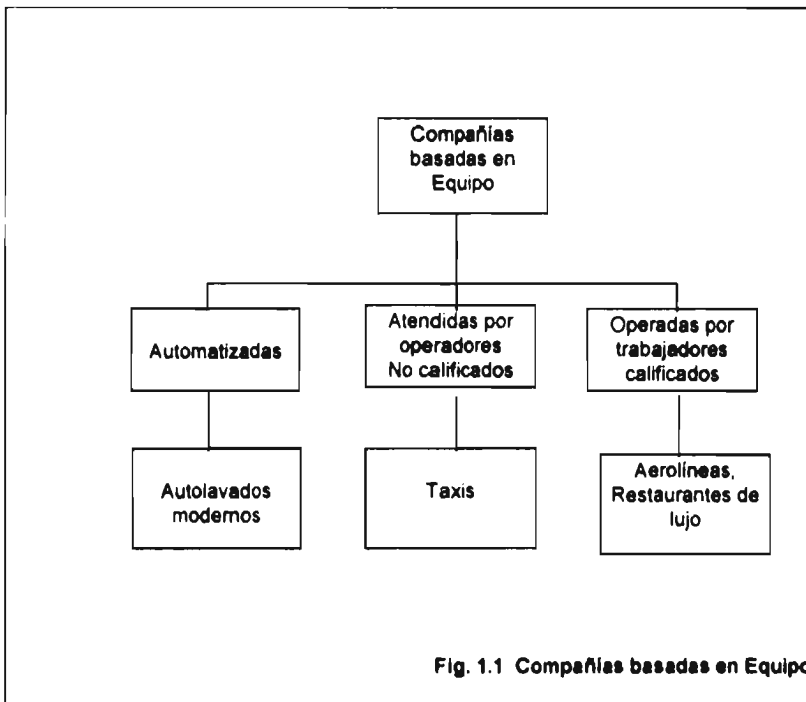 Compañías
basadas en
Equipo
Automatizadas
Atendidas por
operadores
No calificados
Operadas por
trabajadores
calificados
Autolavados
modernos
Taxis
Aerolíneas,
Restaurantes de
lujo
Fig. 1.1 Compañías basadas en Equipo